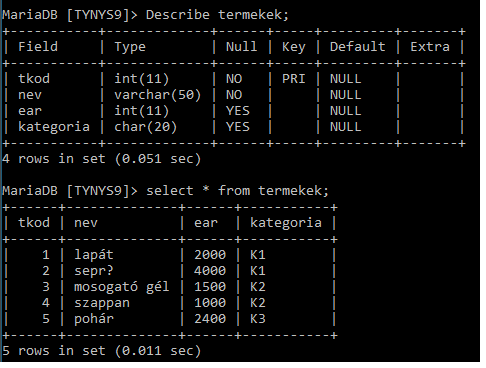 MariaDB [TYNYS9]> Describe termekek;
+-----------+-------------+------+-----+---------+-------+
| Field     | Type        | Null | Key | Default | Extra |
+-----------+-------------+------+-----+---------+-------+
| tkod      | int(11)     | NO   | PRI | NULL    |       |
| nev       | varchar(50) | NO   |     | NULL    |       |
| ear       | int(11)     | YES  |     | NULL    |       |
| kategoria | char(20)    | YES  |     | NULL    |       |
+-----------+-------------+------+-----+---------+-------+
4 rows in set (0.051 sec)
MariaDB [TYNYS9]> select * from termekek;
+------+--------------+------+-----------+
| tkod | nev          | ear  | kategoria |
+------+--------------+------+-----------+
|    1 | lapát        | 2000 | K1        |
|    2 | sepr?        | 4000 | K1        |
|    3 | mosogató gél | 1500 | K2        |
|    4 | szappan      | 1000 | K2        |
|    5 | pohár        | 2400 | K3        |
+------+--------------+------+-----------+
5 rows in set (0.011 sec)